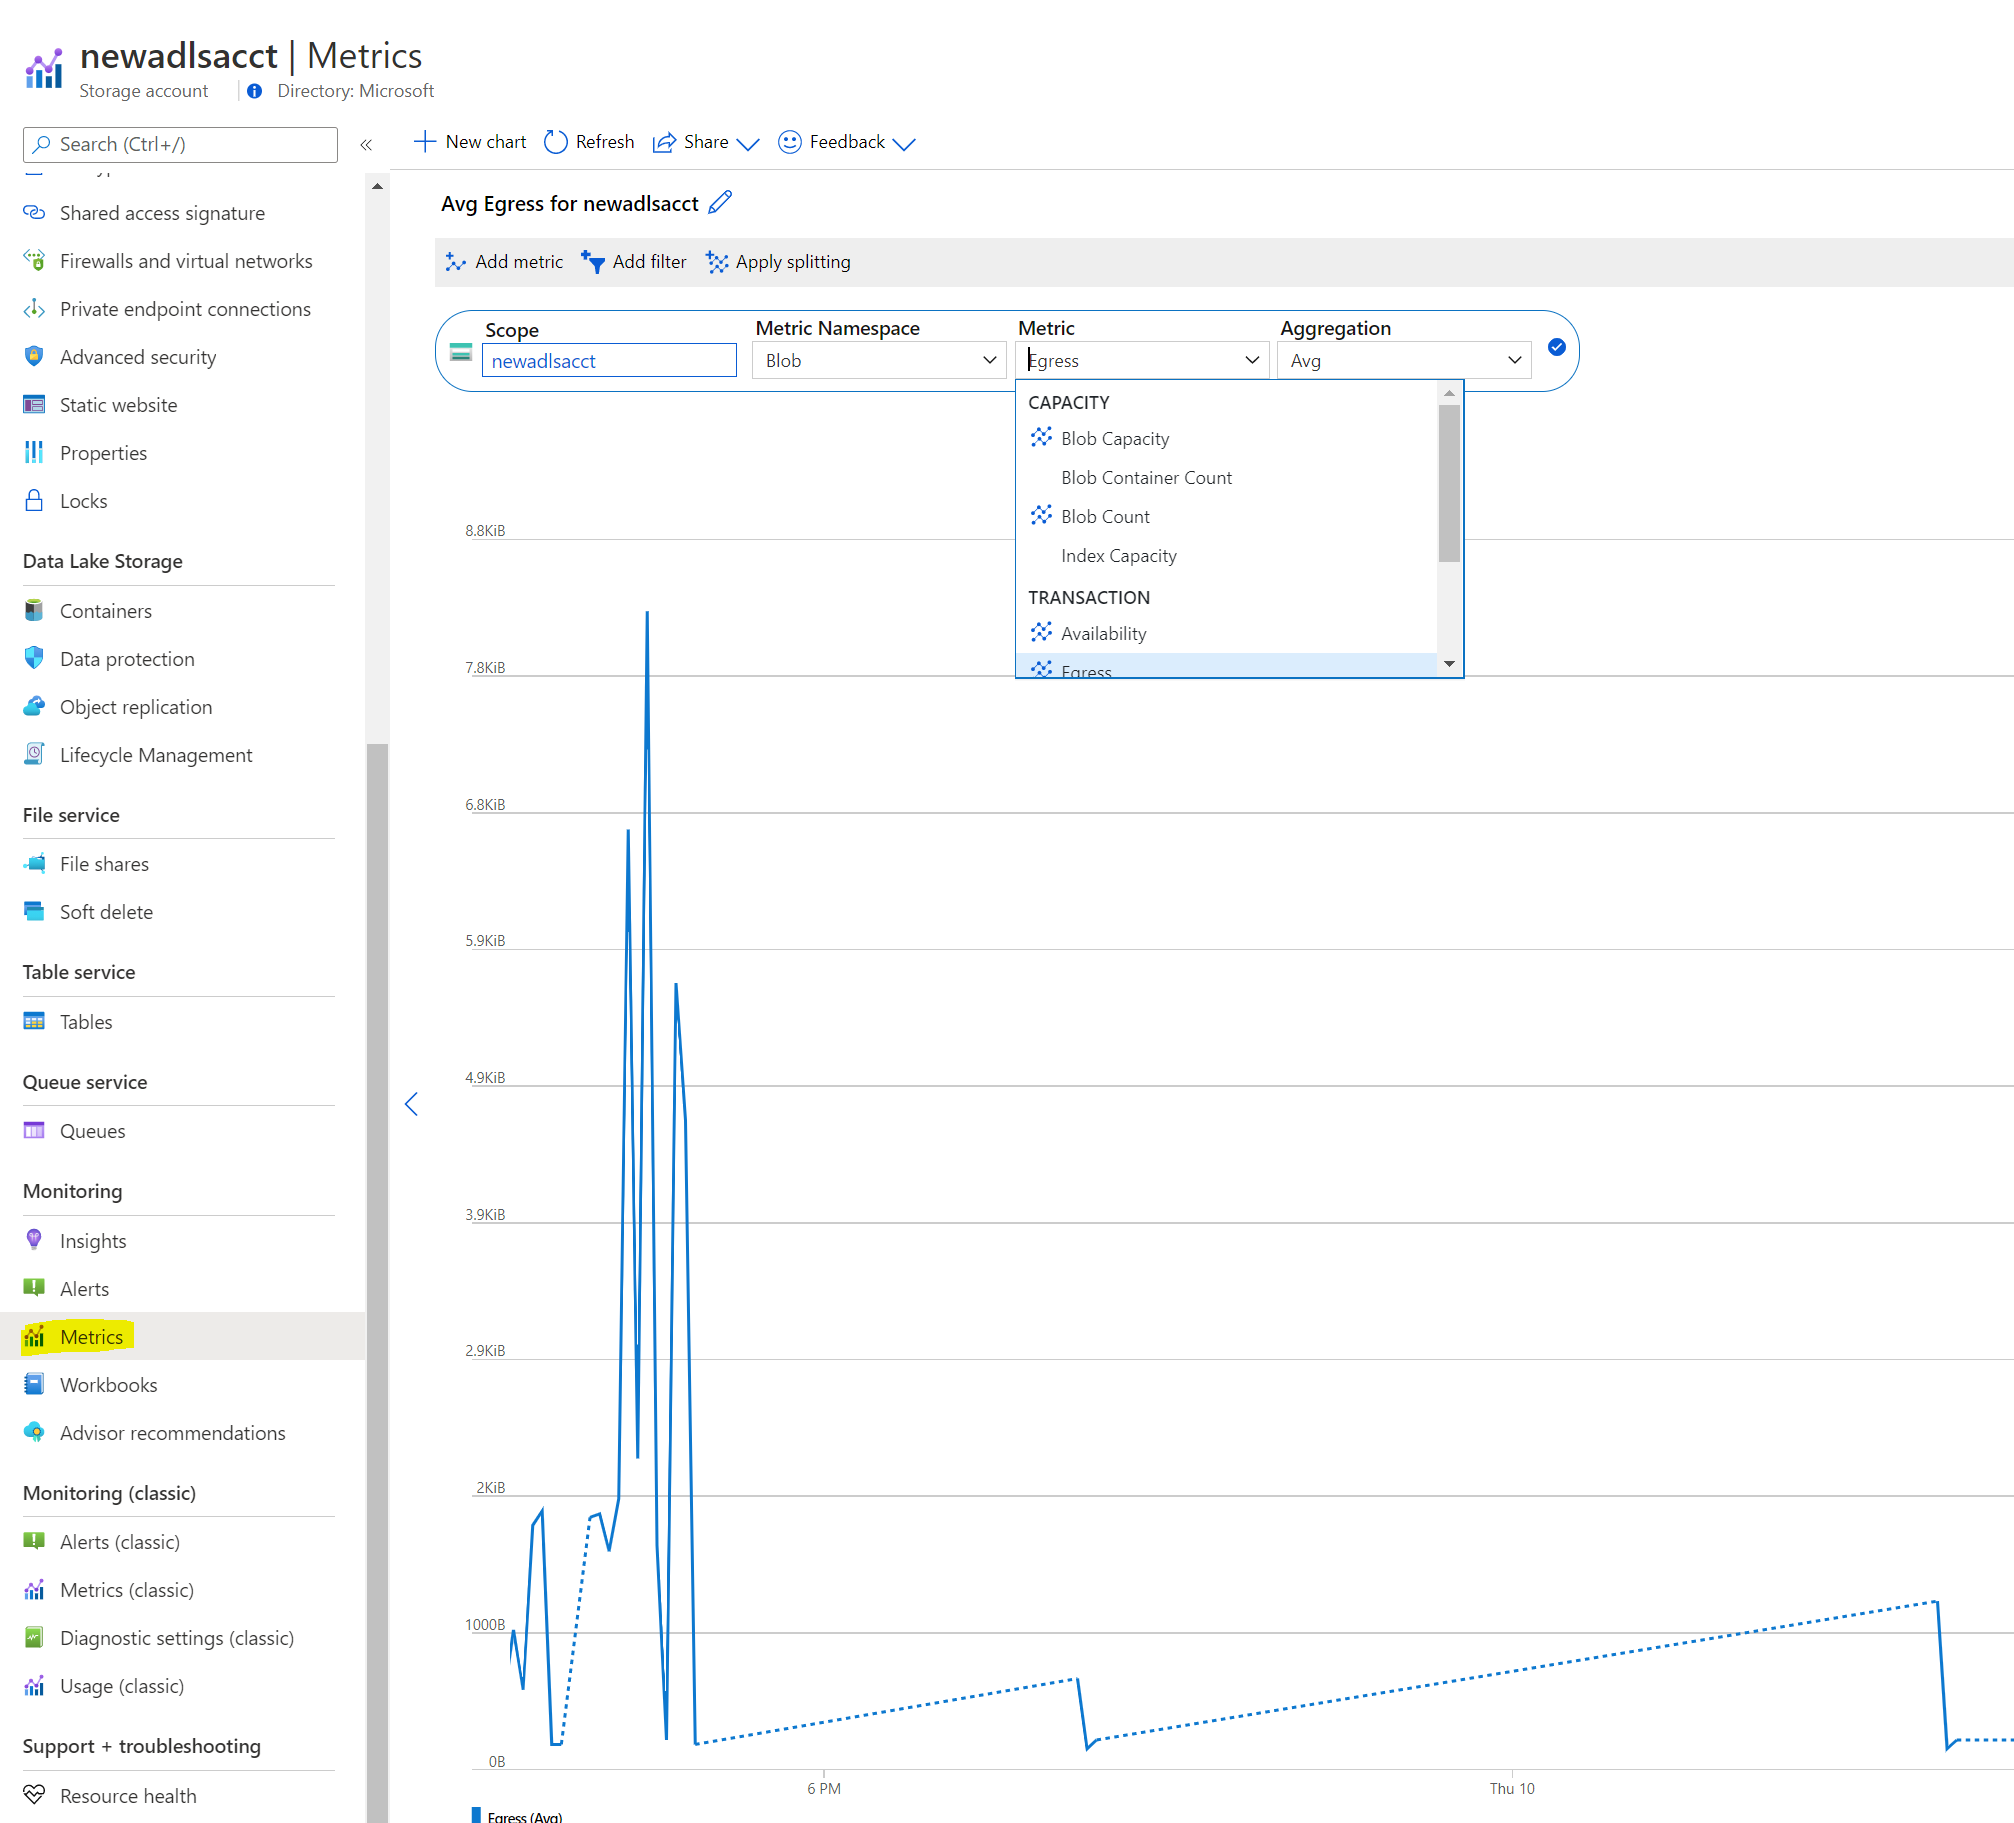 newadlsacct | Metrics
Storage account
Directory: Microsoft
Search (Ctrl+/)
«
New chart
Refresh
Share
Feedback
Shared access signature
Firewalls and virtual networks
Private endpoint connections
Advanced security
Static website
Properties
Locks
Data Lake Storage
Containers
Data protection
Object replication
Lifecycle Management
File service
File shares
Soft delete
Table service
Tables
Queue service
Queues
Monitoring
Insights
Alerts
Metrics
Workbooks
Advisor recommendations
Monitoring (classic)
Alerts (classic)
Metrics (classic)
Diagnostic settings (classic)
Usage (classic)
Support + troubleshooting
Resource health
Avg Egress for newadlsacct
Add metric
Add filter
Apply splitting
Scope
newadlsacct
Metric Namespace
Blob
Metric
Egress
Aggregation
Avg
CAPACITY
Blob Capacity
Blob Container Count
Blob Count
Index Capacity
TRANSACTION
Availability
Egress
8.8KiB
7.8KiB
6.8KiB
5.9KiB
4.9KiB
3.9KiB
2.9KiB
2KiB
1000B
0B
6 PM
Thu 10
Egress (Avg)